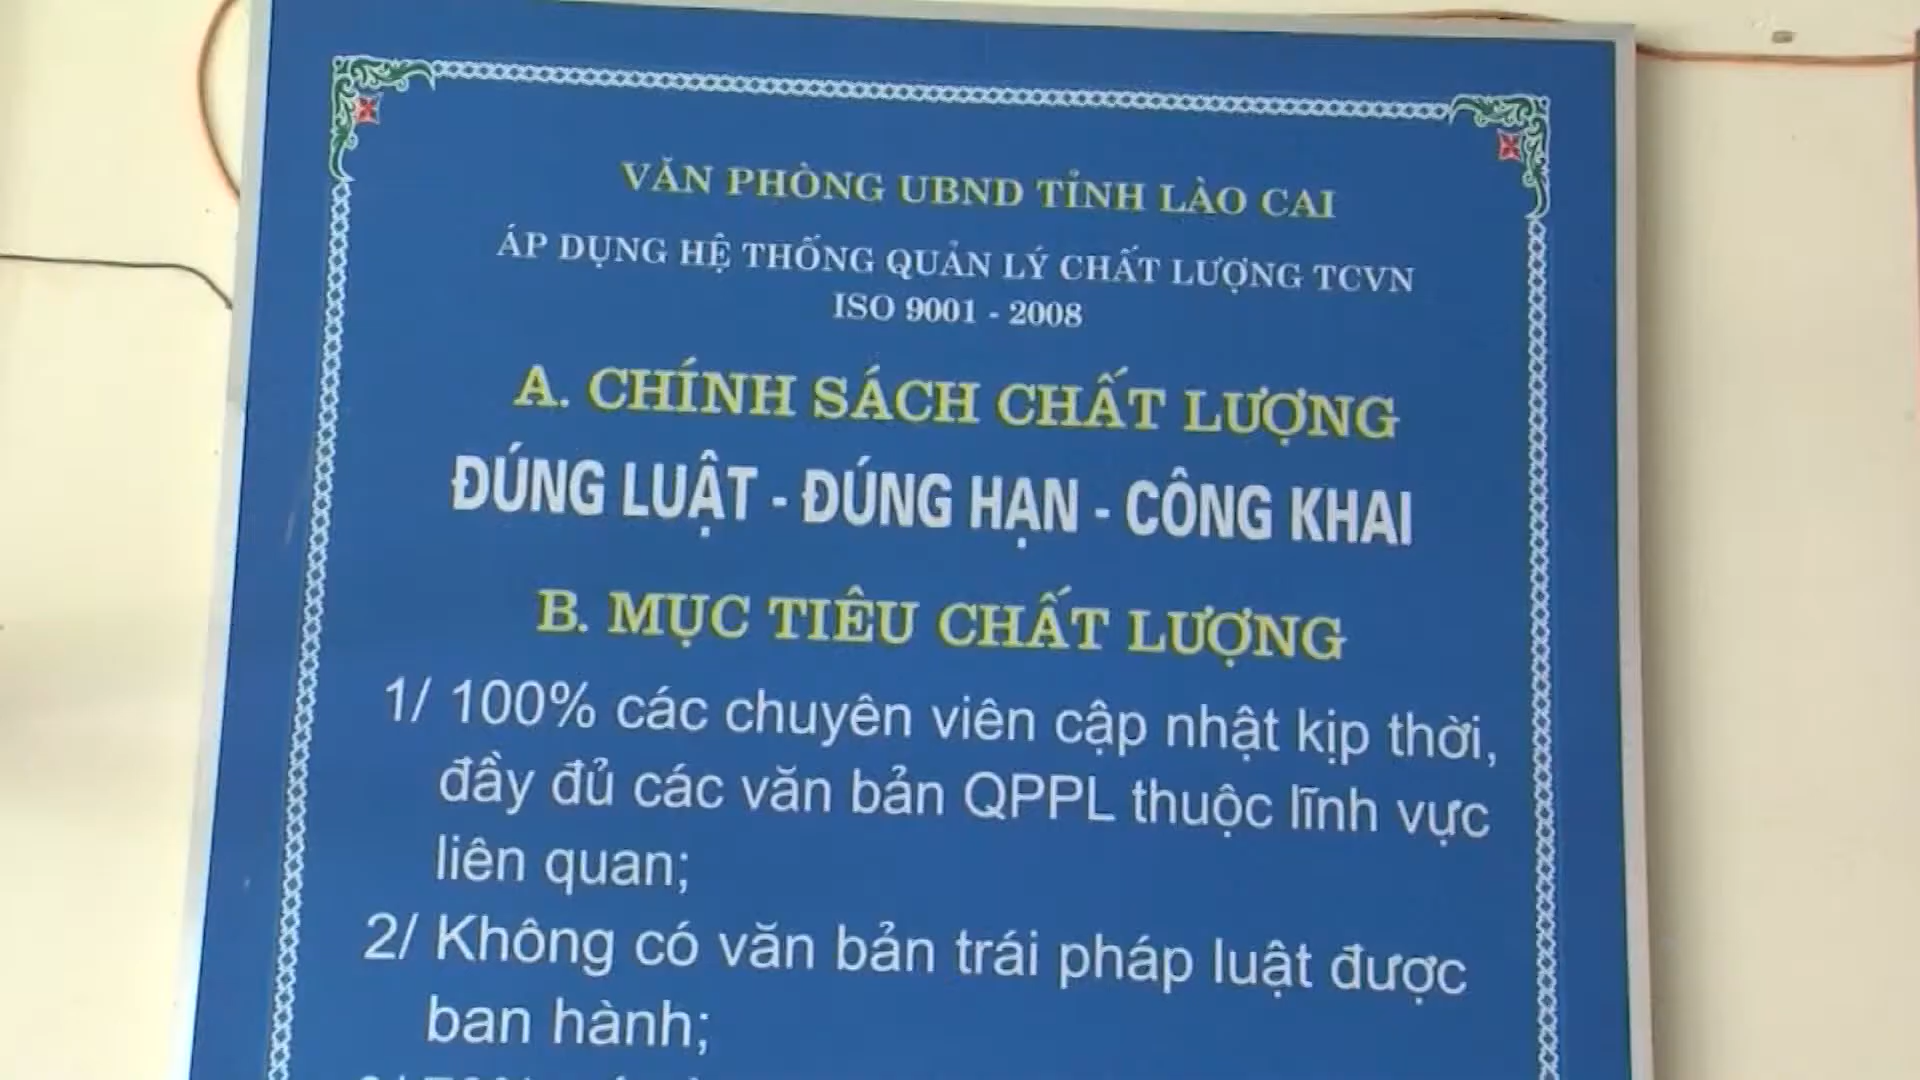 VĂN PHÒNG UBND TỈNH LÀO CAI
ÁP DỤNG HỆ THỐNG QUẢN LÝ CHẤT LƯỢNG TCVN
ISO 9001 - 2008
A. CHÍNH SÁCH CHẤT LƯỢNG
ĐÚNG LUẬT - ĐÚNG HẠN - CÔNG KHAI
B. MỤC TIÊU CHẤT LƯỢNG
1/ 100% các chuyên viên cập nhật kịp thời,
đầy đủ các văn bản QPPL thuộc lĩnh vực
liên quan;
2/ Không có văn bản trái pháp luật được
ban hành;